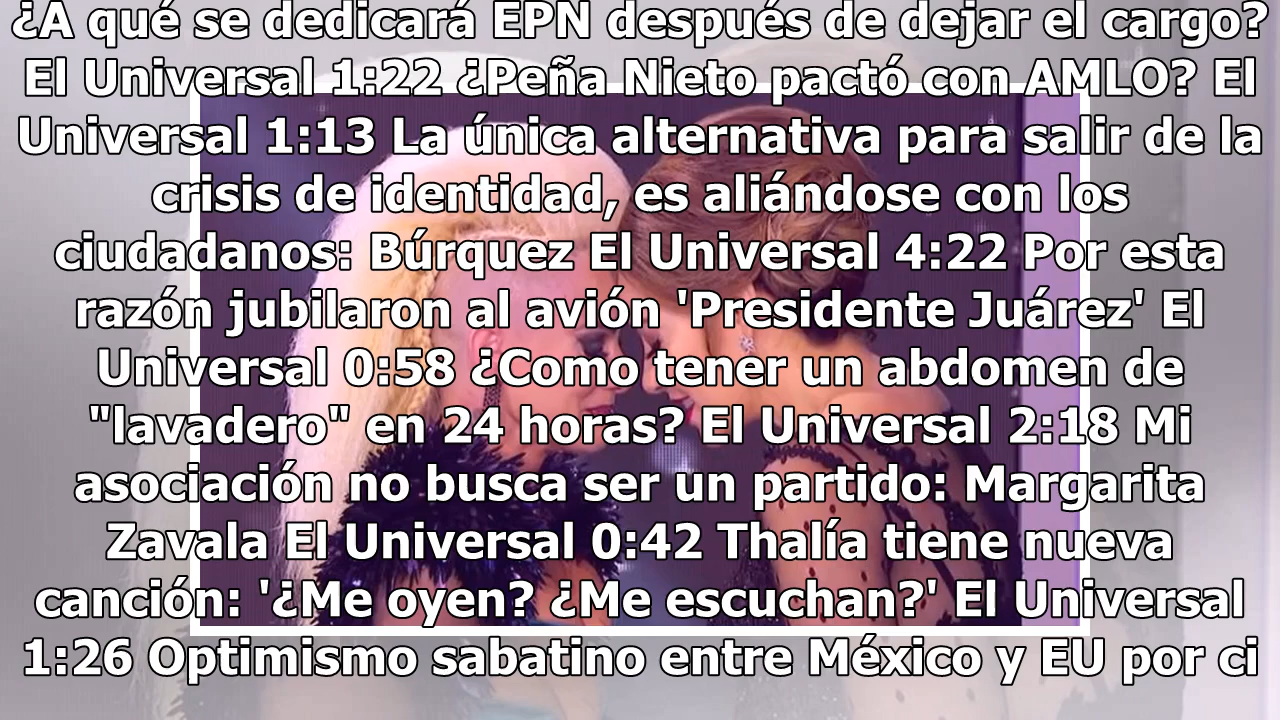 ¿A qué se dedicará EPN después de dejar el cargo?
El Universal 1:22 ¿Peña Nieto pactó con AMLO? El
Universal 1:13 La única alternativa para salir de la
crisis de identidad, es aliándose con los
ciudadanos: Búrquez El Universal 4:22 Por esta
razón jubilaron al avión 'Presidente Juárez' El
Universal 0:58 ¿Como tener un abdomen de
"lavadero" en 24 horas? El Universal 2:18 Mi
asociación no busca ser un partido: Margarita
Zavala El Universal 0:42 Thalía tiene nueva
canción: '¿Me oyen? ¿Me escuchan?' El Universal
1:26 Optimismo sabatino entre México y EU por ci